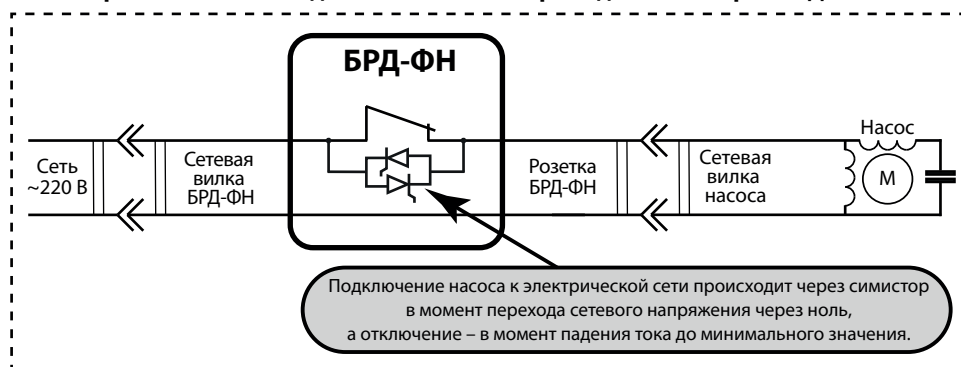 БРД-ФН
Сеть
~220 В
Сетевая
вилка
БРД-ФН
Розетка
БРД-ФН
Сетевая
вилка
насоса
Насос
М
Подключение насоса к электрической сети происходит через симистор
в момент перехода сетевого напряжения через ноль,
а отключение – в момент падения тока до минимального значения.